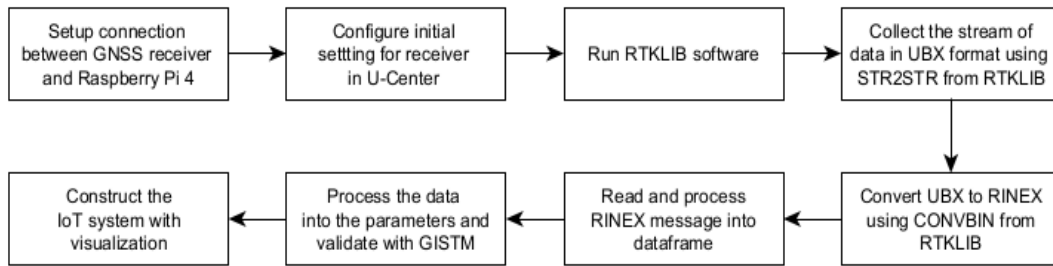 Setup connection
between GNSS receiver
and Raspberry Pi 4
Configure initial
settting for receiver
in U-Center
Run RTKLIB software
Collect the stream of
data in UBX format using
STR2STR from RTKLIB
Convert UBX to RINEX
using CONVBIN from
RTKLIB
Read and process
RINEX message into
dataframe
Process the data
into the parameters and
validate with GISTM
Construct the
IoT system with
visualization